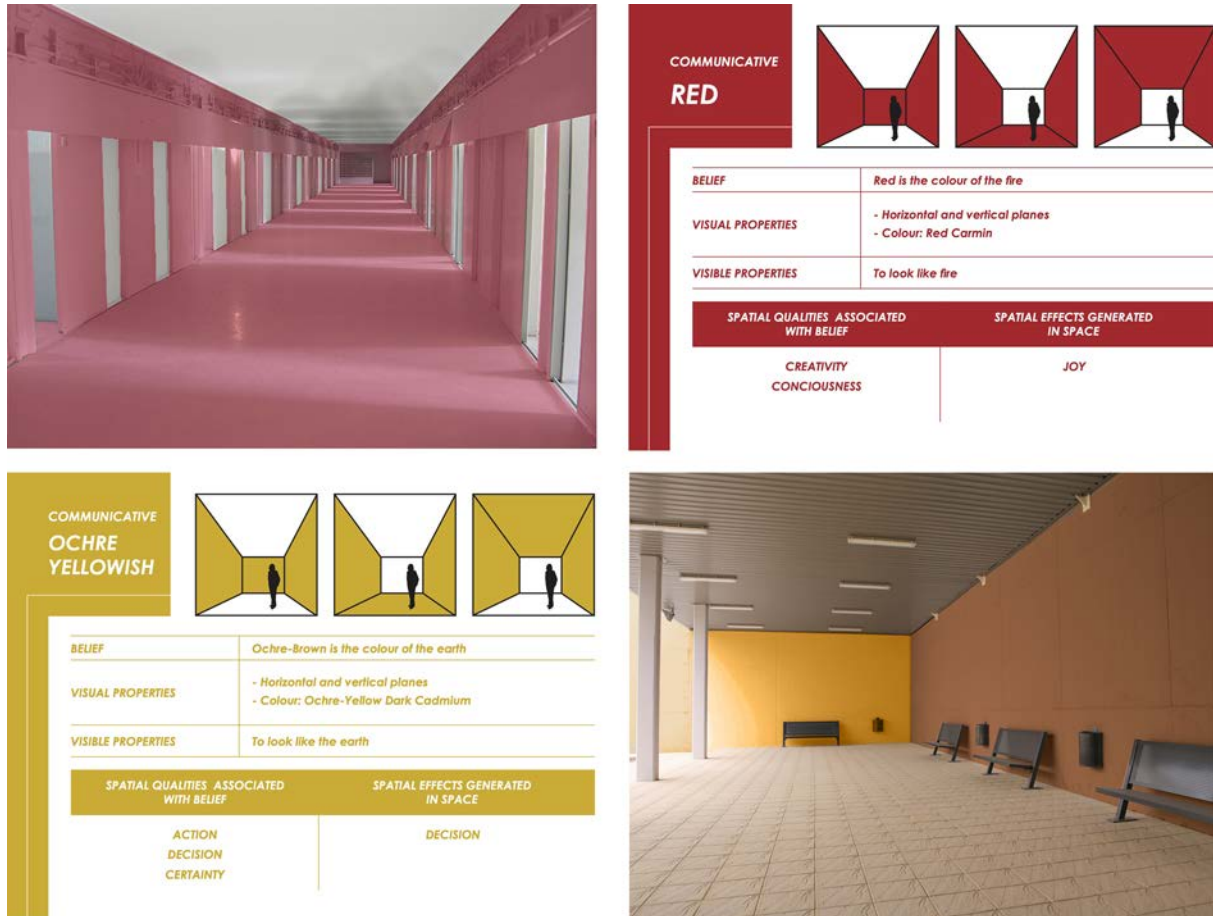 COMMUNICATIVE
RED
BELIEF
Red is the colour of the fire
VISUAL PROPERTIES
- Horizontal and vertical planes
- Colour: Red Carmin
VISIBLE PROPERTIES
To look like fire
SPATIAL QUALITIES ASSOCIATED
WITH BELIEF
SPATIAL EFFECTS GENERATED
IN SPACE
CREATIVITY
CONCIOUSNESS
JOY
COMMUNICATIVE
OCHRE
YELLOWISH
BELIEF
Ochre-Brown is the colour of the earth
VISUAL PROPERTIES
- Horizontal and vertical planes
- Colour: Ochre-Yellow Dark Cadmium
VISIBLE PROPERTIES
To look like the earth
SPATIAL QUALITIES ASSOCIATED
WITH BELIEF
SPATIAL EFFECTS GENERATED
IN SPACE
ACTION
DECISION
CERTAINTY
DECISION